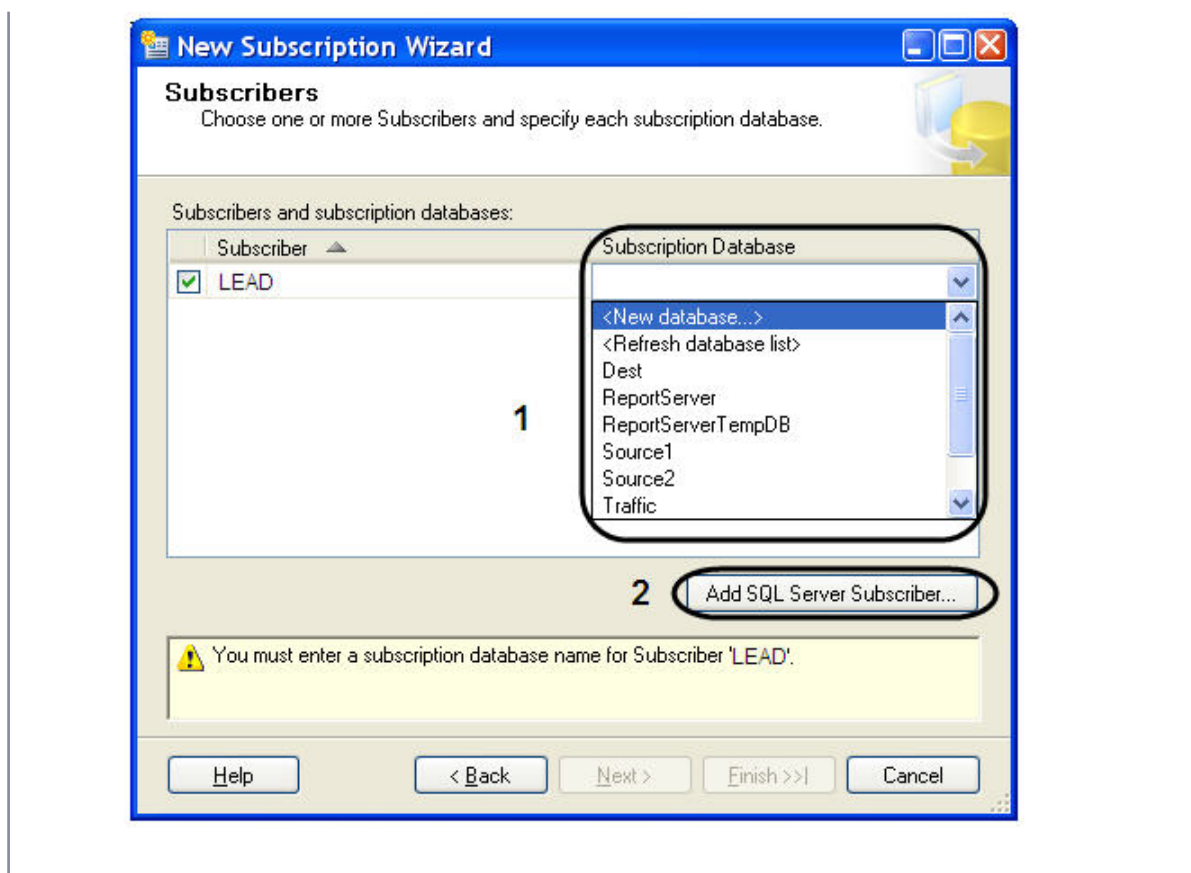 New Subscription Wizard
Subscribers
Choose one or more Subscribers and specify each subscription database.
Subscribers and subscription databases:
Subscriber
Subscription Database
LEAD
<New database...>
<Refresh database list>
Dest
ReportServer
1
ReportServerTempDB
Source1
Source2
Traffic
2
Add SQL Server Subscriber...
You must enter a subscription database name for Subscriber 'LEAD'.
Help
< Back
Next >
Finish >>|
Cancel